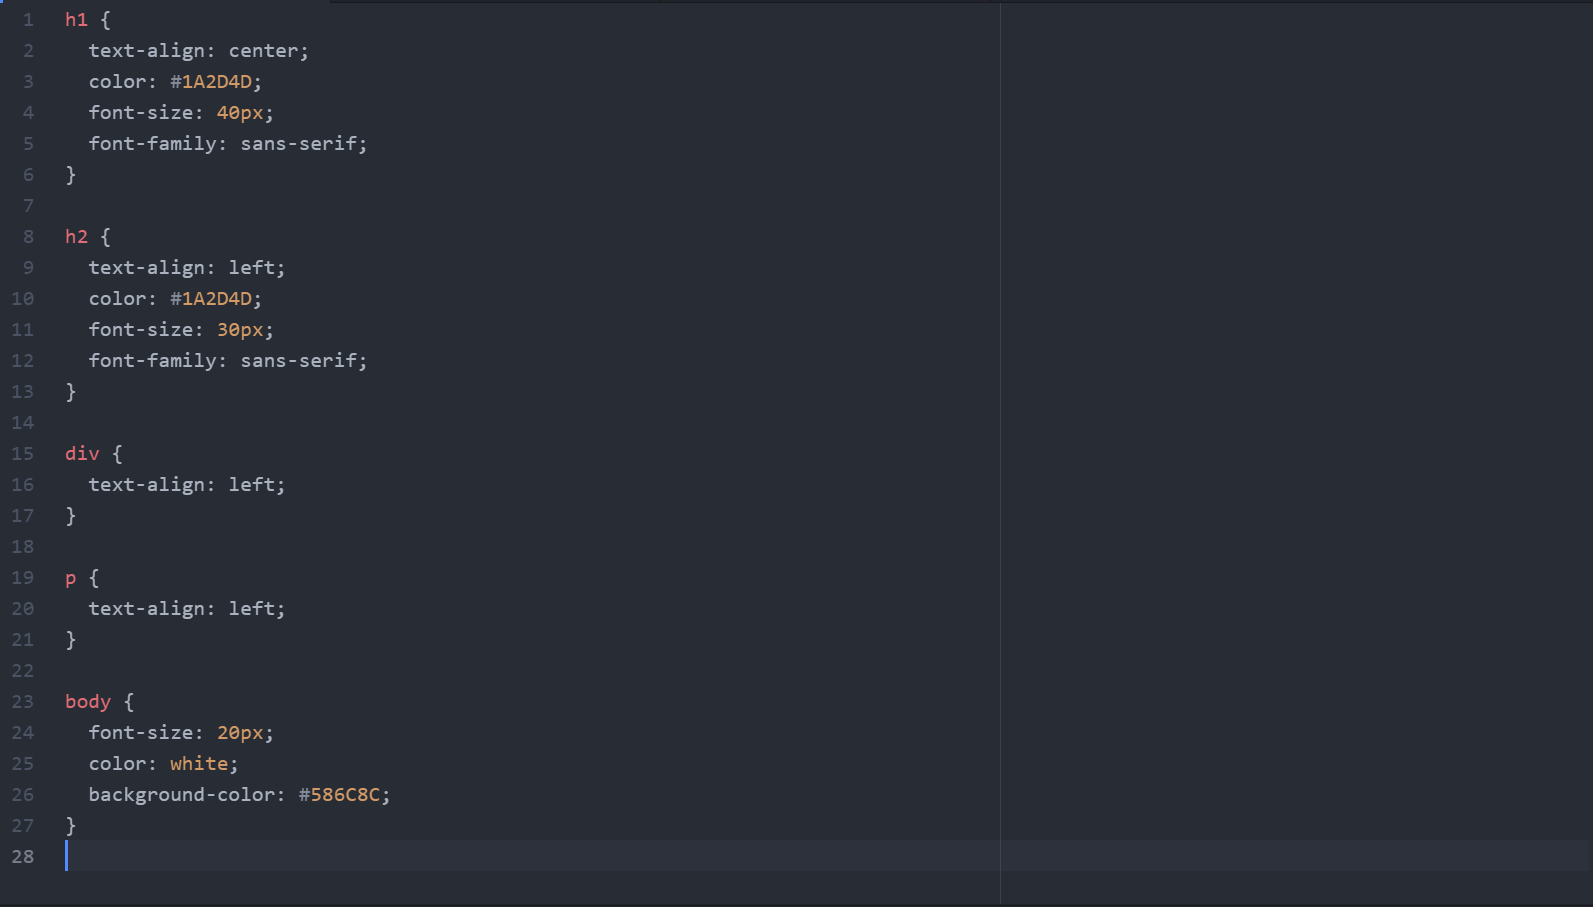 1 h1 {
2   text-align: center;
3   color: #1A2D4D;
4   font-size: 40px;
5   font-family: sans-serif;
6 }
7
8 h2 {
9   text-align: left;
10   color: #1A2D4D;
11   font-size: 30px;
12   font-family: sans-serif;
13 }
14
15 div {
16   text-align: left;
17 }
18
19 p {
20   text-align: left;
21 }
22
23 body {
24   font-size: 20px;
25   color: white;
26   background-color: #586C8C;
27 }
28